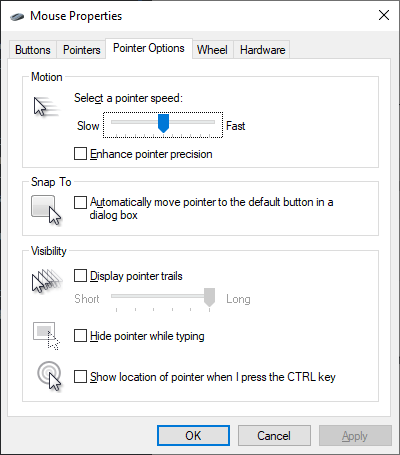 Mouse Properties
Buttons Pointers Pointer Options Wheel Hardware
Motion
Select a pointer speed:
Slow Fast
Enhance pointer precision
Snap To
Automatically move pointer to the default button in a
dialog box
Visibility
Display pointer trails
Short Long
Hide pointer while typing
Show location of pointer when I press the CTRL key
OK Cancel Apply